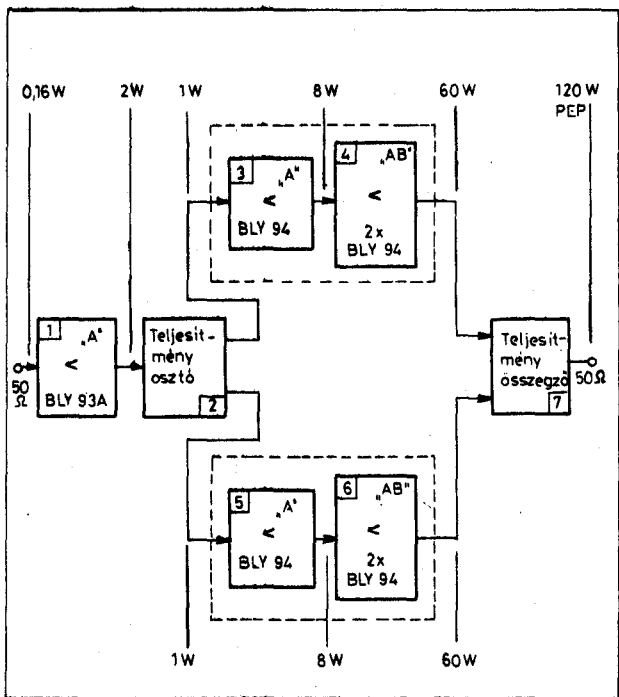 0,16W 2W 1W 8W 60W 120W
PEP
3 „A"
<
BLY 94
4 „AB"
<
2x
BLY 94
1 „A"
<
BLY 93A
50
Ω
Teljesít-
mény
osztó
2
Teljesít-
mény
összegző
7
50Ω
5 „A"
<
BLY 94
6 „AB"
<
2x
BLY 94
1W 8W 60W